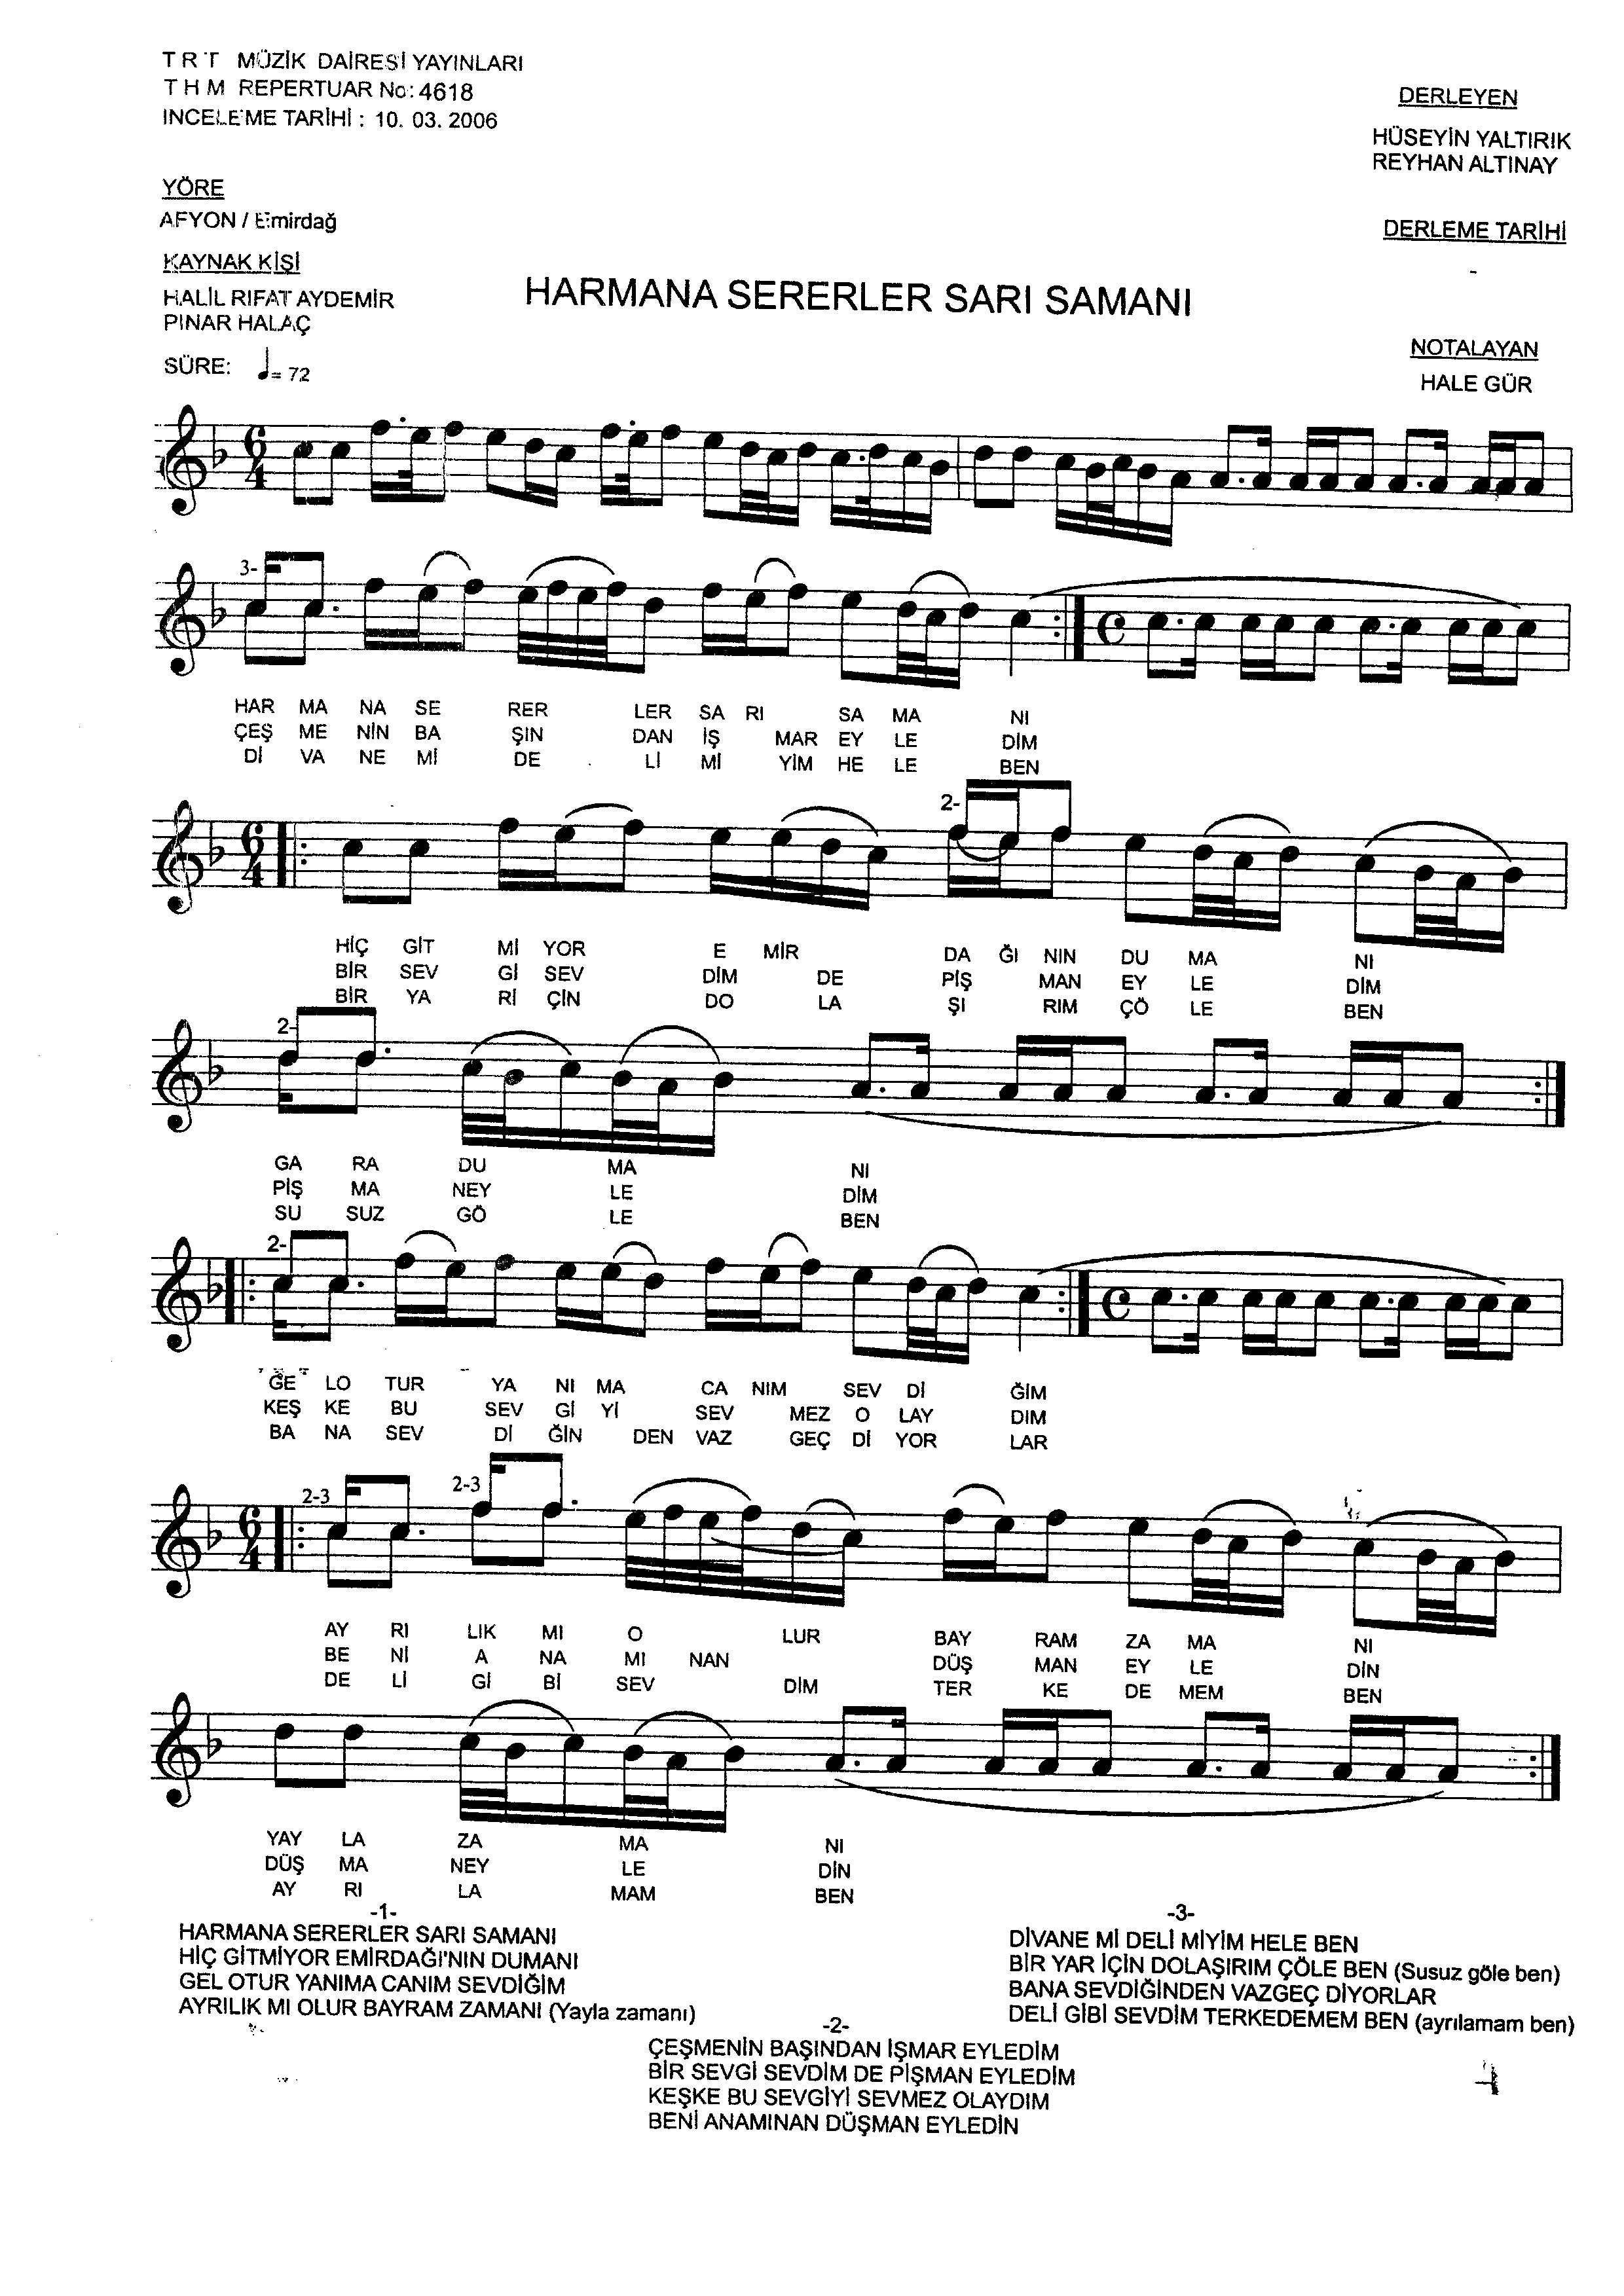 TRT MÜZİK DAİRESİ YAYINLARI
THM REPERTUAR No: 4618
INCELEME TARİHİ : 10. 03. 2006
DERLEYEN
HÜSEYİN YALTIRIK
REYHAN ALTINAY
YÖRE
AFYON / Emirdağ
DERLEME TARİHİ
-
KAYNAK KİŞİ
HALİL RIFAT AYDEMİR
PINAR HALAÇ
HARMANA SERERLER SARI SAMANI
SÜRE: ♩= 72
NOTALAYAN
HALE GÜR
3-
HAR MA NA SE RER LER SA RI SA MA NI
ÇEŞ ME NİN BA ŞIN DAN İŞ MAR EY LE DİM
Dİ VA NE Mİ DE Lİ Mİ YİM HE LE BEN
2-
HİÇ GİT Mİ YOR E MİR DA ĞI NIN DU MA NI
BİR SEV Gİ SEV DİM DE PİŞ MAN EY LE DİM
BİR YA Rİ ÇİN DO LA ŞI RIM ÇÖ LE BEN
2-
GA RA DU MA NI
PİŞ MA NEY LE DİM
SU SUZ GÖ LE BEN
2-
GE LO TUR YA NI MA CA NIM SEV Dİ ĞİM
KEŞ KE BU SEV Gİ Yİ SEV MEZ O LAY DIM
BA NA SEV Dİ ĞİN DEN VAZ GEÇ Dİ YOR LAR
2-3 2-3
AY RI LIK MI O LUR BAY RAM ZA MA NI
BE Nİ A NA MI NAN DÜŞ MAN EY LE DİN
DE Lİ Gİ Bİ SEV DİM TER KE DE MEM BEN
YAY LA ZA MA NI
DÜŞ MA NEY LE DİN
AY RI LA MAM BEN
-1-
HARMANA SERERLER SARI SAMANI
HİÇ GİTMİYOR EMİRDAĞI'NIN DUMANI
GEL OTUR YANIMA CANIM SEVDİĞİM
AYRILIK MI OLUR BAYRAM ZAMANI (Yayla zamanı)
-2-
ÇEŞMENİN BAŞINDAN İŞMAR EYLEDİM
BİR SEVGİ SEVDİM DE PİŞMAN EYLEDİM
KEŞKE BU SEVGİYİ SEVMEZ OLAYDIM
BENİ ANAMINAN DÜŞMAN EYLEDİN
-3-
DİVANE Mİ DELİ MİYİM HELE BEN
BİR YAR İÇİN DOLAŞIRIM ÇÖLE BEN (Susuz göle ben)
BANA SEVDİĞİNDEN VAZGEÇ DİYORLAR
DELİ GİBİ SEVDİM TERKEDEMEM BEN (ayrılamam ben)